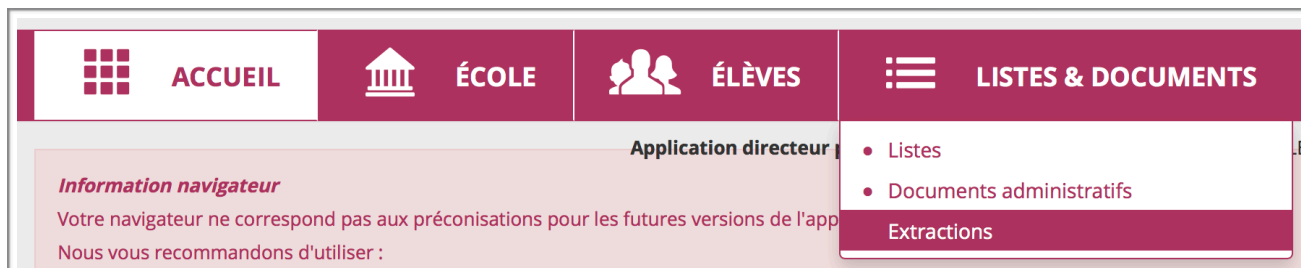 ACCUEIL
ÉCOLE
ÉLÈVES
LISTES & DOCUMENTS
Application directeur
Listes
Documents administratifs
Extractions
Information navigateur
Votre navigateur ne correspond pas aux préconisations pour les futures versions de l'app
Nous vous recommandons d'utiliser :